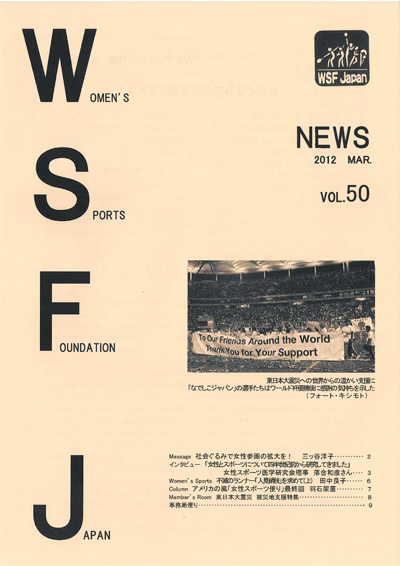 WOMEN'S
SPORTS
FOUNDATION
JAPAN
WSF Japan
NEWS
2012 MAR.
VOL.50
To Our Friends Around the World
Thank You for Your Support
東日本大震災への世界からの温かい支援に
「なでしこジャパン」の選手たちはワールド杯優勝後に感謝の気持ちを示した
(フォート・キシモト)
Message 社会ぐるみで女性参画の拡大を! 三ッ谷洋子………… 2
インタビュー 「女性とスポーツについて四半世紀前から研究してきました」
女性スポーツ医学研究会理事 落合和彦さん…… 3
Women's Sports 不滅のランナー「人見絹枝」を求めて(上) 田中良子…… 6
Column アメリカの風「女性スポーツ便り」最終回 羽石架苗………… 7
Member's Room 東日本大震災 被災地支援特集……………… 8
事務局便り……………… 9